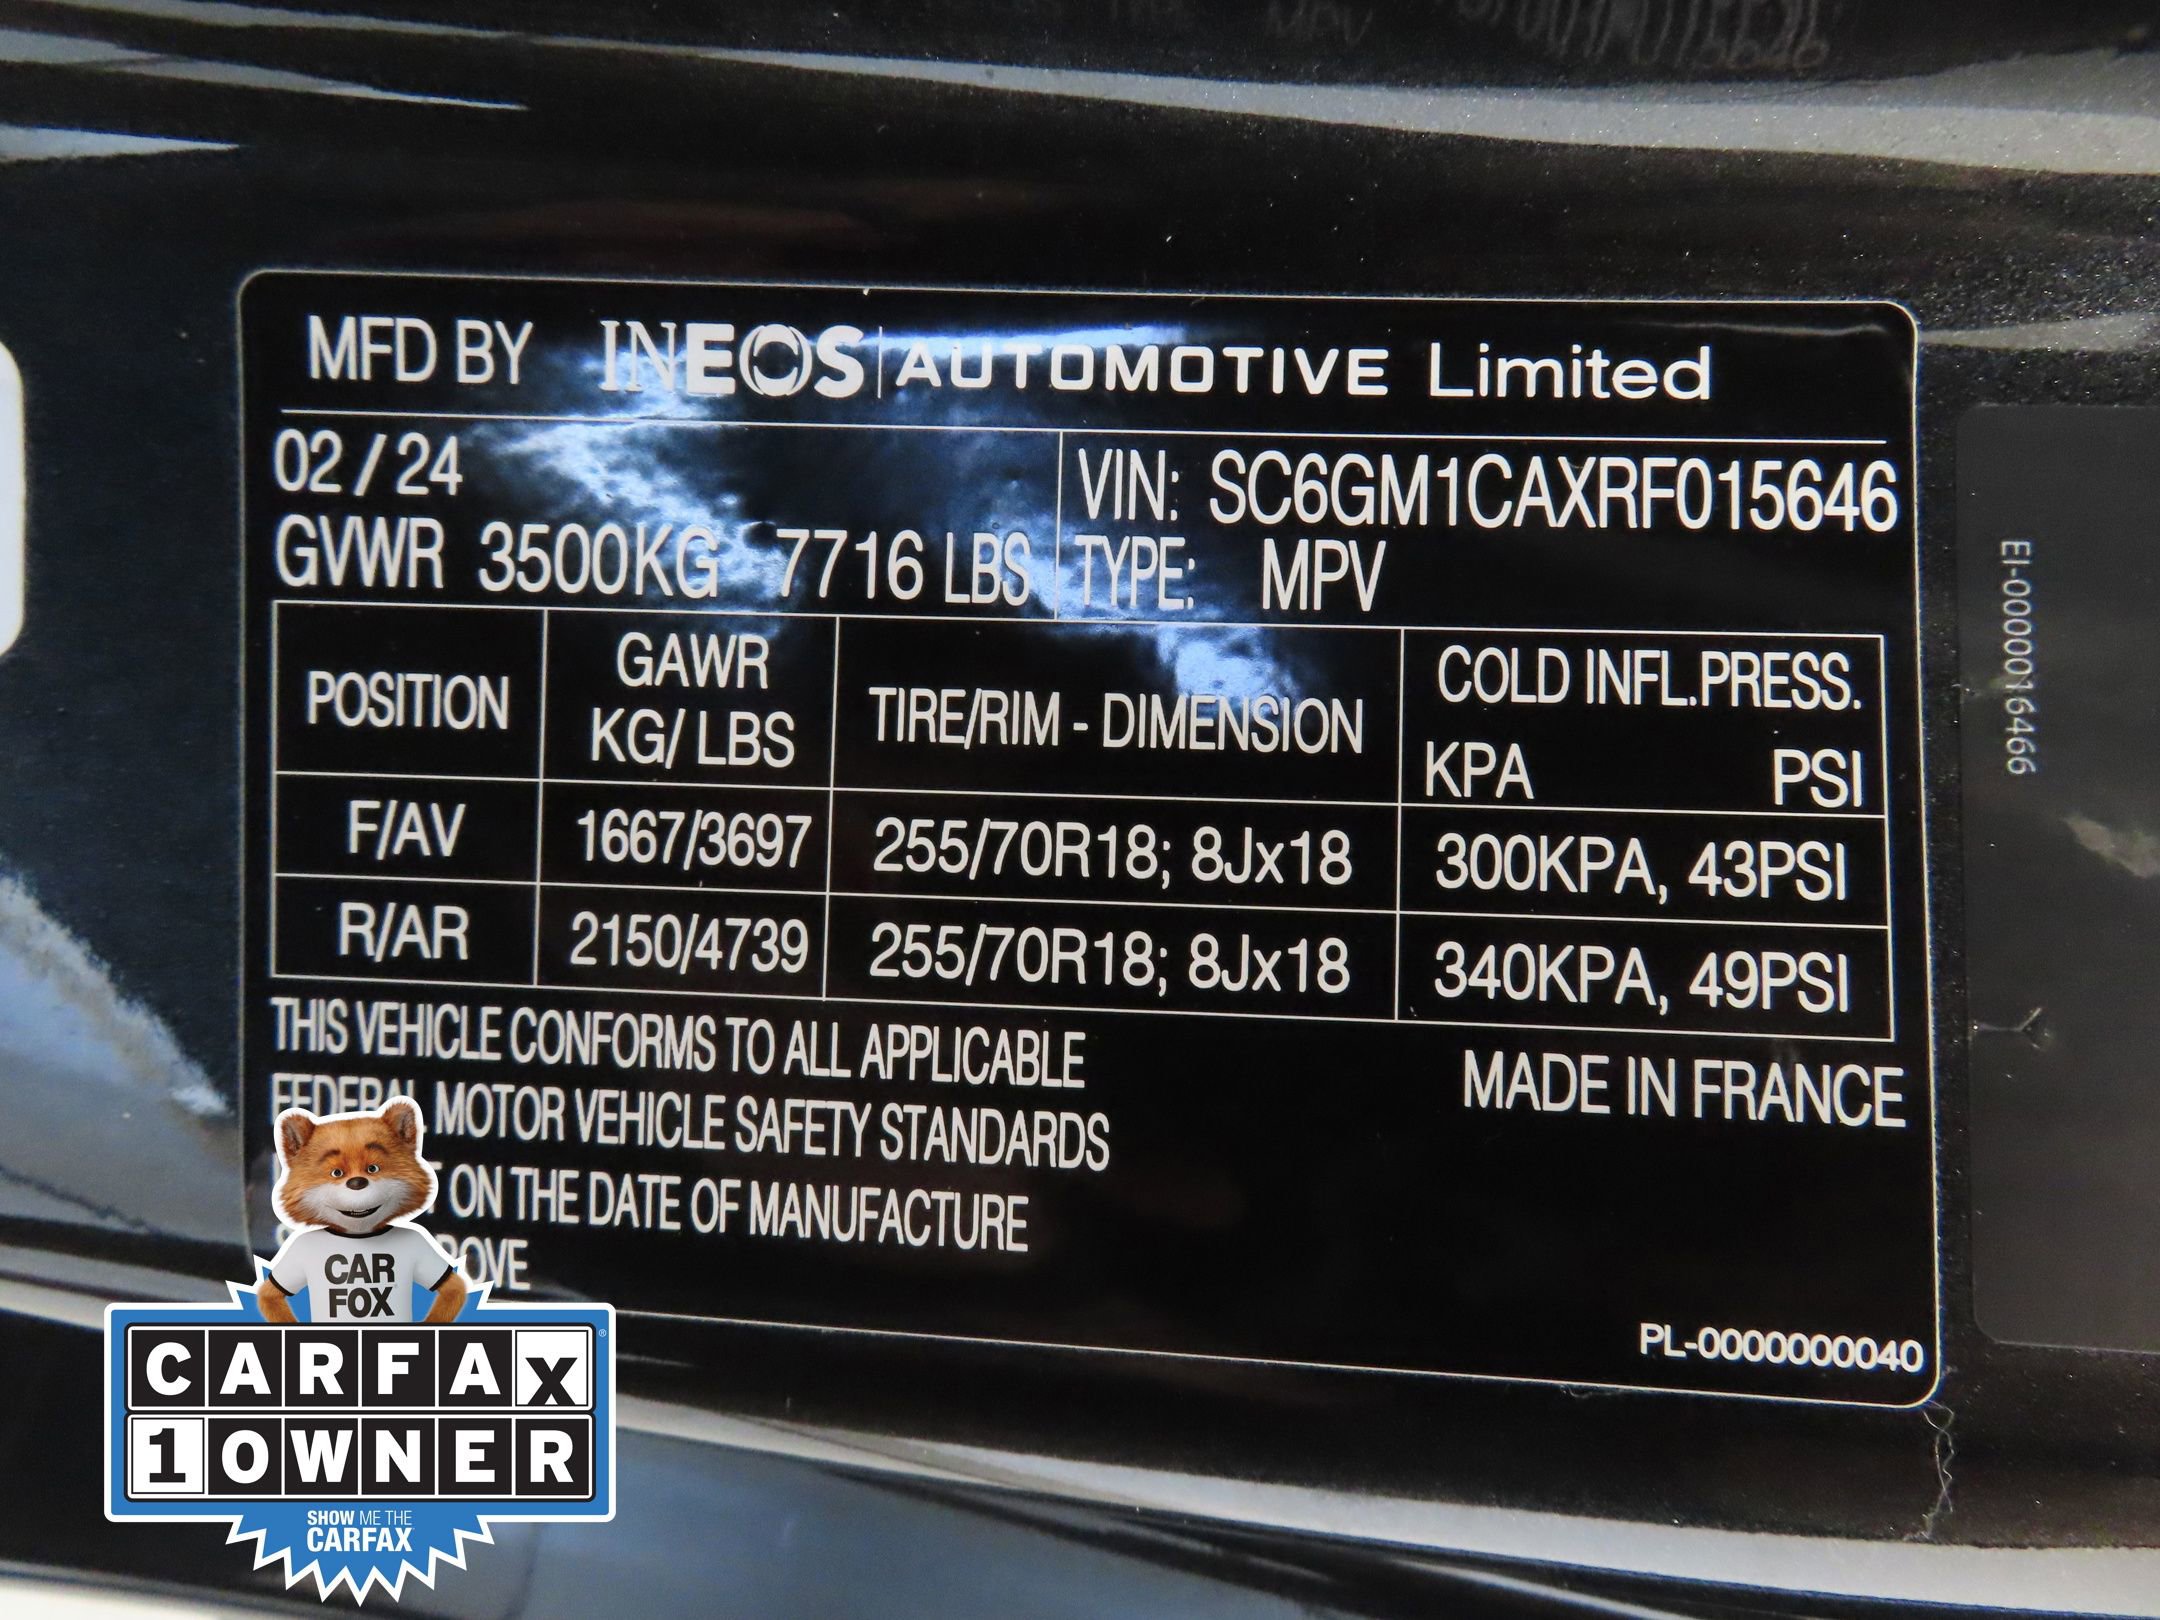 MFD BY INEOS | AUTOMOTIVE Limited
02 / 24
GVWR 3500KG 7716 LBS
VIN: SC6GM1CAXRF015646
TYPE: MPV
POSITION
GAWR
KG/ LBS
TIRE/RIM - DIMENSION
COLD INFL.PRESS.
KPA PSI
F/AV 1667/3697 255/70R18; 8Jx18 300KPA, 43PSI
R/AR 2150/4739 255/70R18; 8Jx18 340KPA, 49PSI
THIS VEHICLE CONFORMS TO ALL APPLICABLE
FEDERAL MOTOR VEHICLE SAFETY STANDARDS
ON THE DATE OF MANUFACTURE
MADE IN FRANCE
PL-0000000040
EI-0000016466
CAR
FOX
CARFAX
1 OWNER
SHOW ME THE
CARFAX